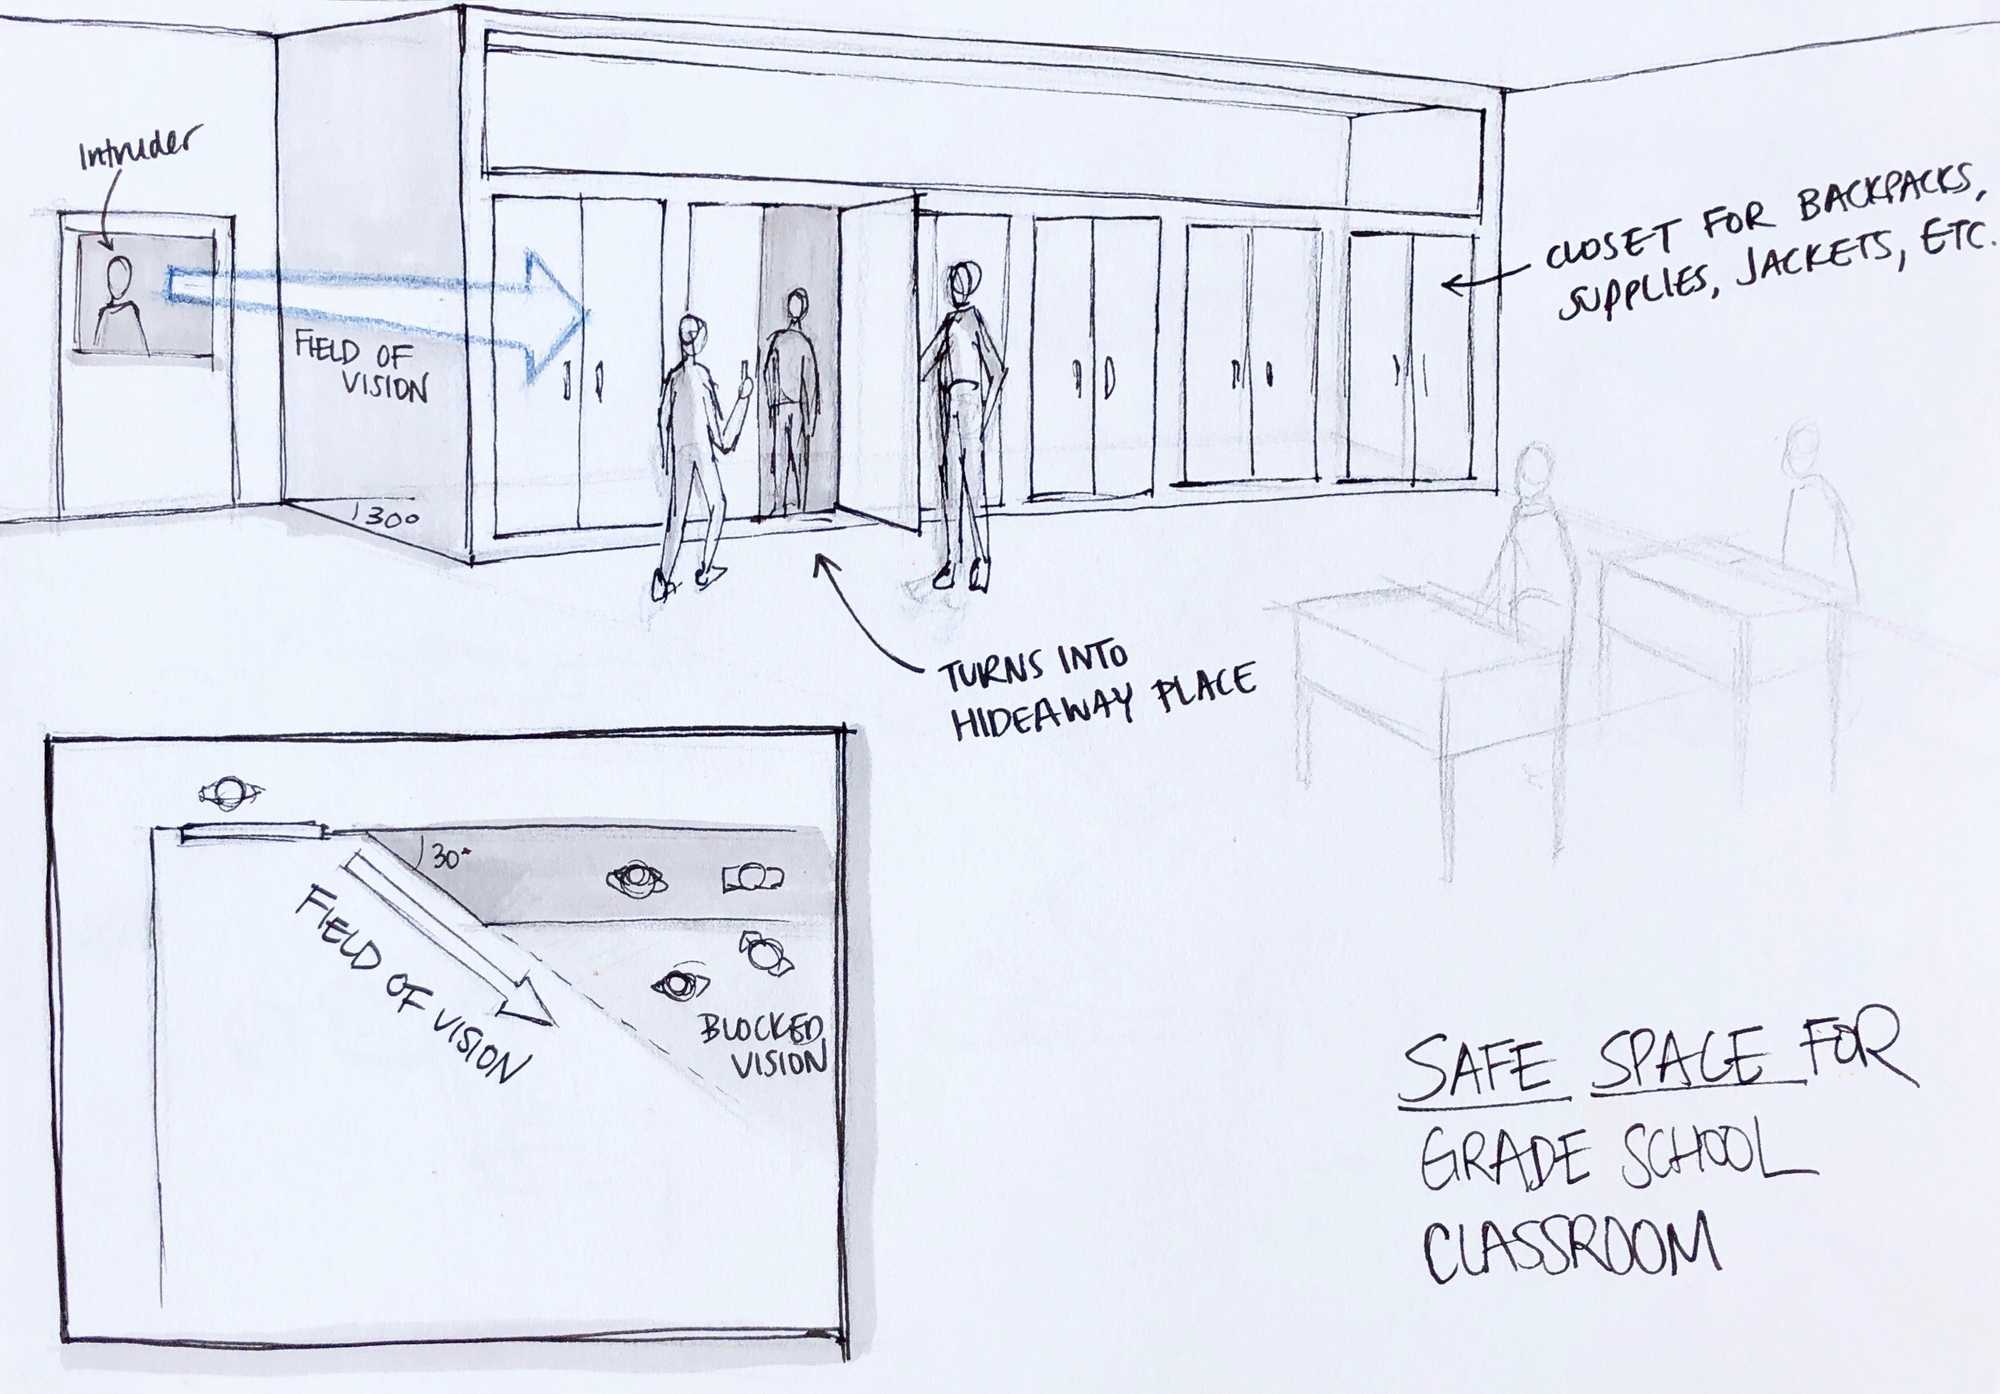 Intruder
FIELD OF
VISION
30°
CLOSET FOR BACKPACKS,
SUPPLIES, JACKETS, ETC.
TURNS INTO
HIDEAWAY PLACE
30°
FIELD OF VISION
BLOCKED
VISION
SAFE SPACE FOR
GRADE SCHOOL
CLASSROOM